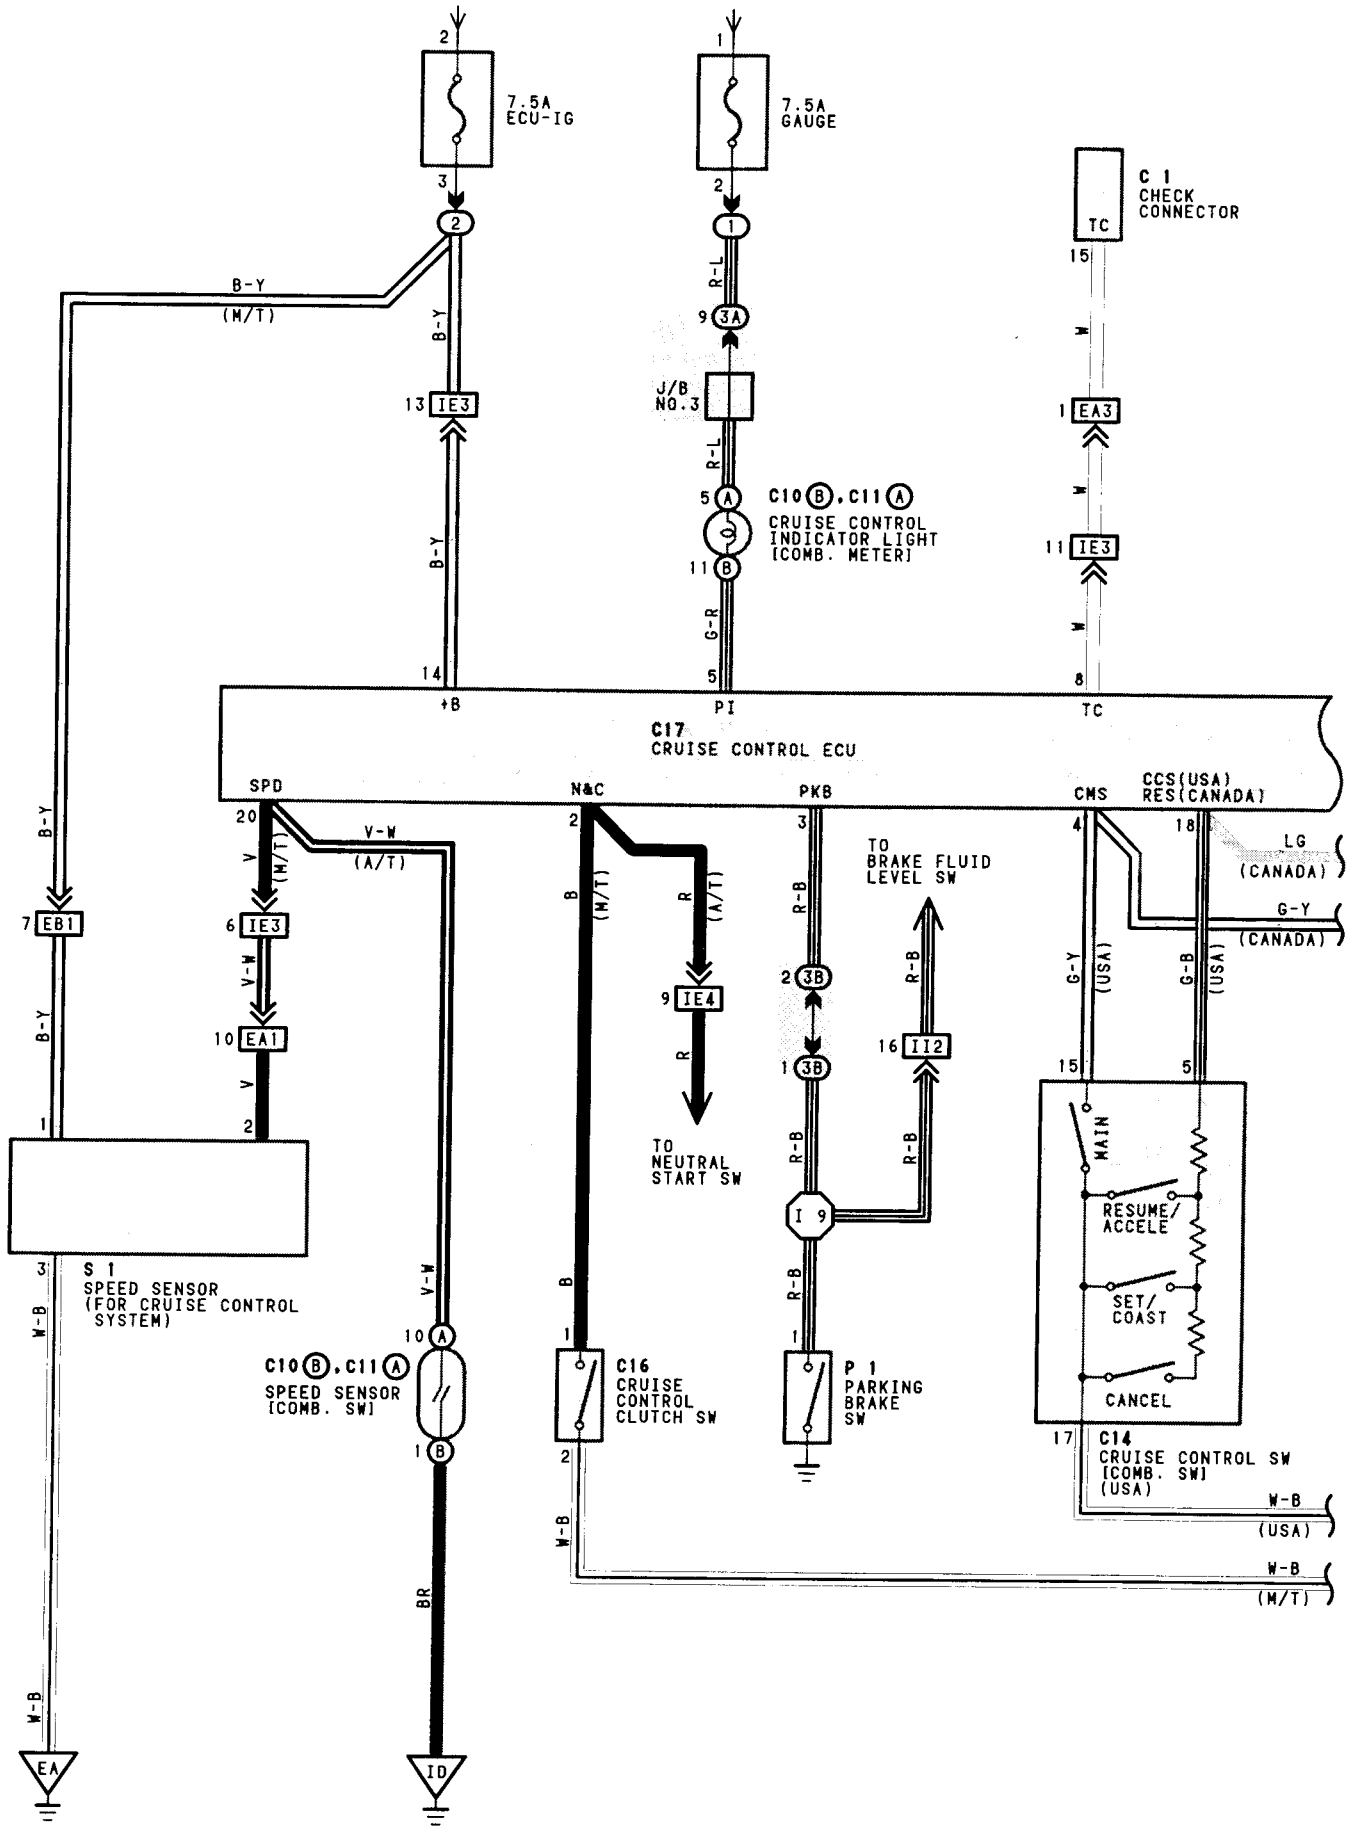 2
1
7.5A
ECU-IG
7.5A
GAUGE
3
2
C 1
CHECK
CONNECTOR
TC
2
1
15
B-Y
(M/T)
R-L
B-Y
9 3A
W
J/B
NO.3
13 IE3
1 EA3
R-L
5 A
C10 B, C11 A
CRUISE CONTROL
INDICATOR LIGHT
[COMB. METER]
W
B-Y
11 B
11 IE3
G-R
W
14
5
8
+B
PI
TC
C17
CRUISE CONTROL ECU
SPD
N&C
PKB
CMS
CCS(USA)
RES(CANADA)
20
2
3
4
18
B-Y
V
(M/T)
V-W
(A/T)
TO
BRAKE FLUID
LEVEL SW
LG
(CANADA)
B
(M/T)
R
(A/T)
R-B
G-Y
(CANADA)
7 EB1
6 IE3
V-W
R-B
G-Y
(USA)
G-B
(USA)
2 3B
9 IE4
B-Y
10 EA1
R
16 II2
1 3B
15
5
V
1
2
TO
NEUTRAL
START SW
R-B
R-B
MAIN
I 9
RESUME/
ACCELE
3
S 1
SPEED SENSOR
(FOR CRUISE CONTROL
SYSTEM)
V-W
B
R-B
SET/
COAST
W-B
10 A
1
1
C10 B, C11 A
SPEED SENSOR
[COMB. SW]
C16
CRUISE
CONTROL
CLUTCH SW
P 1
PARKING
BRAKE
SW
CANCEL
1 B
2
17
C14
CRUISE CONTROL SW
[COMB. SW]
(USA)
W-B
W-B
(USA)
BR
W-B
(M/T)
W-B
EA
ID